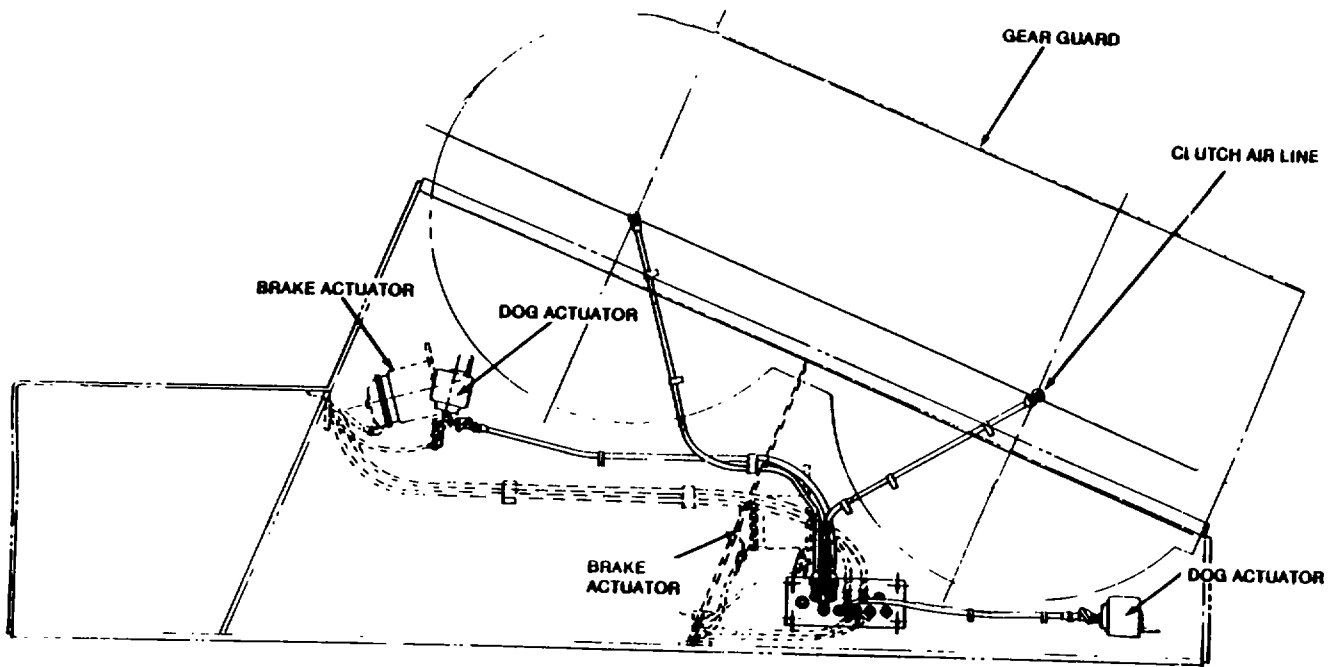 GEAR GUARD
CLUTCH AIR LINE
BRAKE ACTUATOR
DOG ACTUATOR
BRAKE
ACTUATOR
DOG ACTUATOR